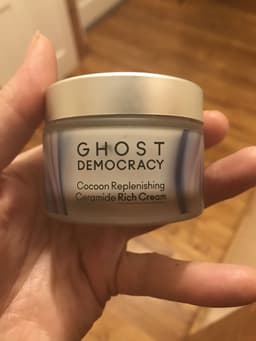 GHOST
DEMOCRACY
Cocoon Replenishing
Ceramide Rich Cream